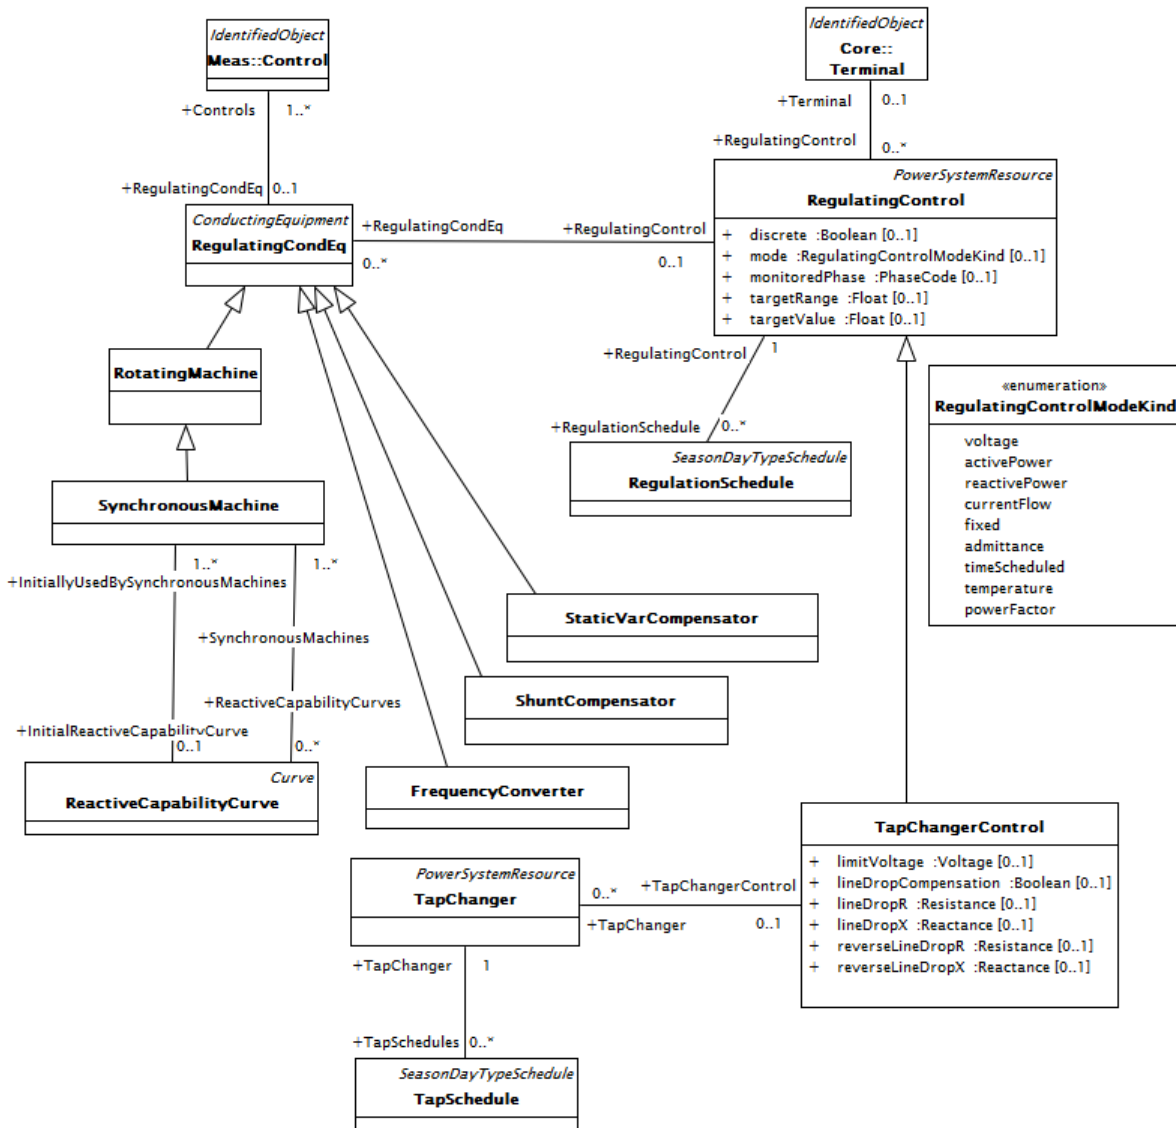 IdentifiedObject
Meas::Control
+Controls
1..*
+RegulatingCondEq
0..1
ConductingEquipment
RegulatingCondEq
+RegulatingCondEq
0..*
+RegulatingControl
0..1
IdentifiedObject
Core::
Terminal
+Terminal
0..1
+RegulatingControl
0..*
PowerSystemResource
RegulatingControl
+ discrete :Boolean [0..1]
+ mode :RegulatingControlModeKind [0..1]
+ monitoredPhase :PhaseCode [0..1]
+ targetRange :Float [0..1]
+ targetValue :Float [0..1]
+RegulatingControl
1
+RegulationSchedule
0..*
SeasonDayTypeSchedule
RegulationSchedule
«enumeration»
RegulatingControlModeKind
voltage
activePower
reactivePower
currentFlow
fixed
admittance
timeScheduled
temperature
powerFactor
RotatingMachine
SynchronousMachine
1..*
1..*
+InitiallyUsedBySynchronousMachines
+SynchronousMachines
+ReactiveCapabilityCurves
+InitialReactiveCapabilityCurve
0..1
0..*
Curve
ReactiveCapabilityCurve
StaticVarCompensator
ShuntCompensator
FrequencyConverter
TapChangerControl
+ limitVoltage :Voltage [0..1]
+ lineDropCompensation :Boolean [0..1]
+ lineDropR :Resistance [0..1]
+ lineDropX :Reactance [0..1]
+ reverseLineDropR :Resistance [0..1]
+ reverseLineDropX :Reactance [0..1]
PowerSystemResource
TapChanger
0..*
+TapChangerControl
+TapChanger
0..1
+TapChanger
1
+TapSchedules
0..*
SeasonDayTypeSchedule
TapSchedule